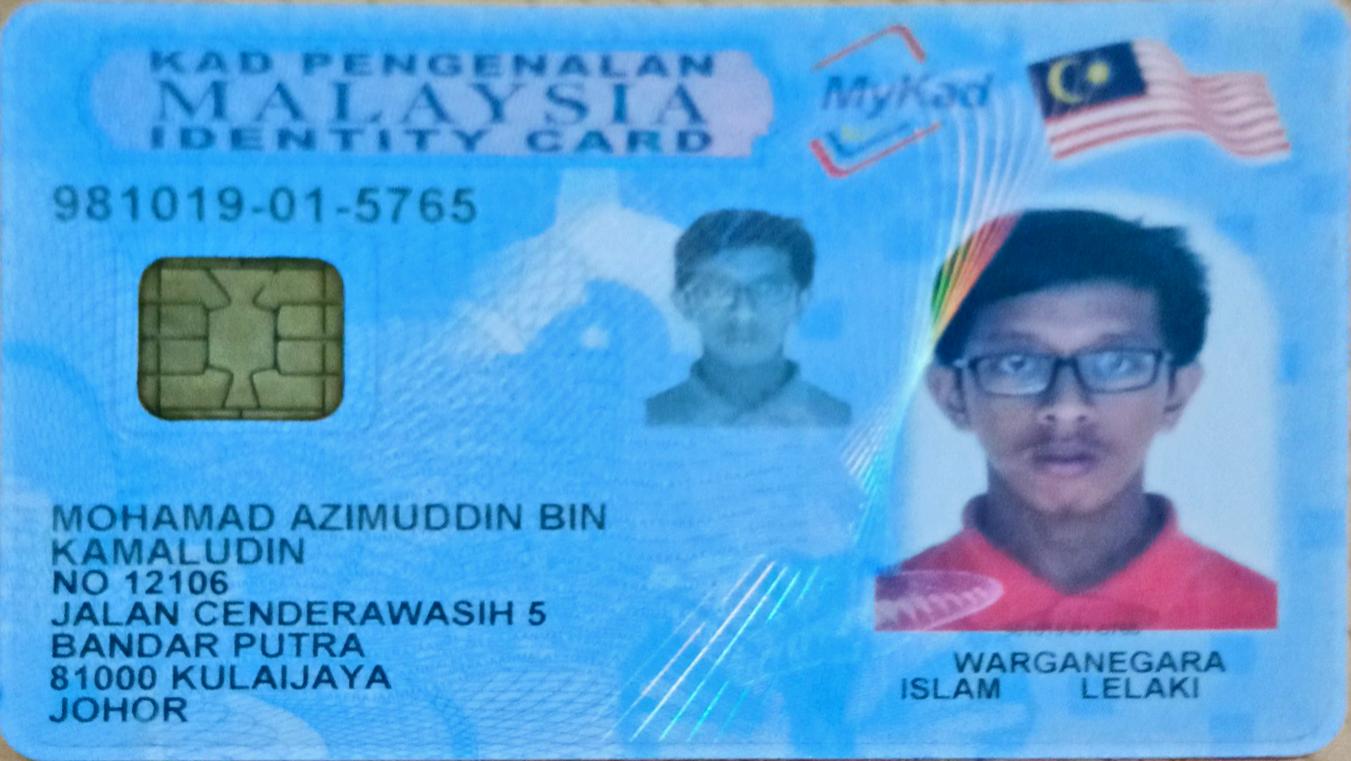 KAD PENGENALAN
MALAYSIA
IDENTITY CARD
MyKad
981019-01-5765
MOHAMAD AZIMUDDIN BIN
KAMALUDIN
NO 12106
JALAN CENDERAWASIH 5
BANDAR PUTRA
81000 KULAIJAYA
JOHOR
WARGANEGARA
ISLAM LELAKI